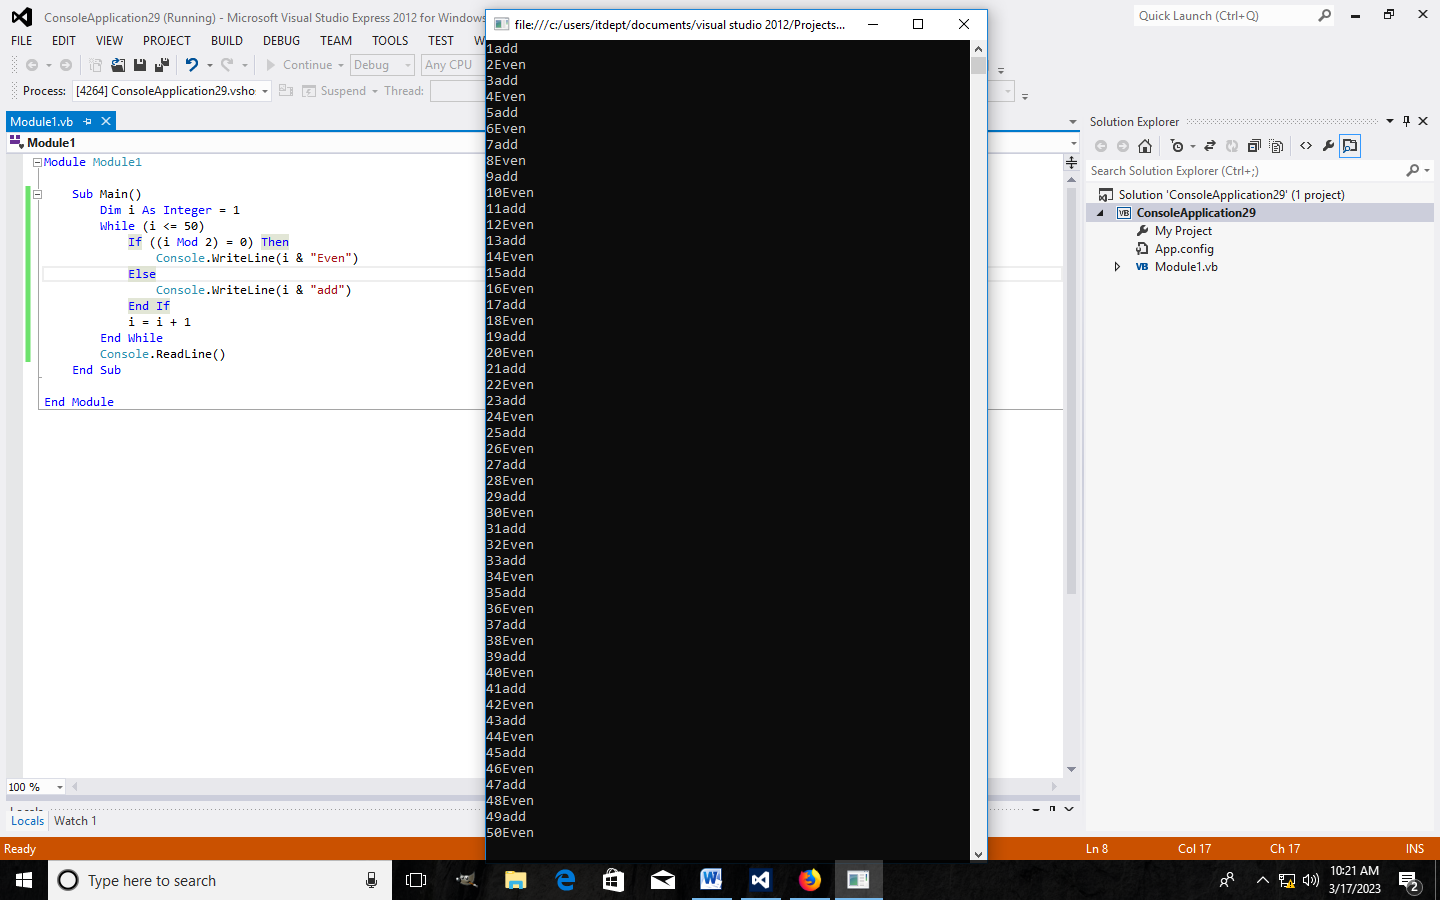 ConsoleApplication29 (Running) - Microsoft Visual Studio Express 2012 for Windows
Quick Launch (Ctrl+Q)
FILE EDIT VIEW PROJECT BUILD DEBUG TEAM TOOLS TEST
Continue Debug Any CPU
Process: [4264] ConsoleApplication29.vsho Suspend Thread:
Module1.vb
Module1
Module Module1
Sub Main()
Dim i As Integer = 1
While (i <= 50)
If ((i Mod 2) = 0) Then
Console.WriteLine(i & "Even")
Else
Console.WriteLine(i & "add")
End If
i = i + 1
End While
Console.ReadLine()
End Sub
End Module
100 %
Locals
Locals Watch 1
file:///c:/users/itdept/documents/visual studio 2012/Projects...
1add
2Even
3add
4Even
5add
6Even
7add
8Even
9add
10Even
11add
12Even
13add
14Even
15add
16Even
17add
18Even
19add
20Even
21add
22Even
23add
24Even
25add
26Even
27add
28Even
29add
30Even
31add
32Even
33add
34Even
35add
36Even
37add
38Even
39add
40Even
41add
42Even
43add
44Even
45add
46Even
47add
48Even
49add
50Even
Solution Explorer
Search Solution Explorer (Ctrl+;)
Solution 'ConsoleApplication29' (1 project)
VB ConsoleApplication29
My Project
App.config
VB Module1.vb
Ready Ln 8 Col 17 Ch 17 INS
Type here to search
10:21 AM
3/17/2023
2